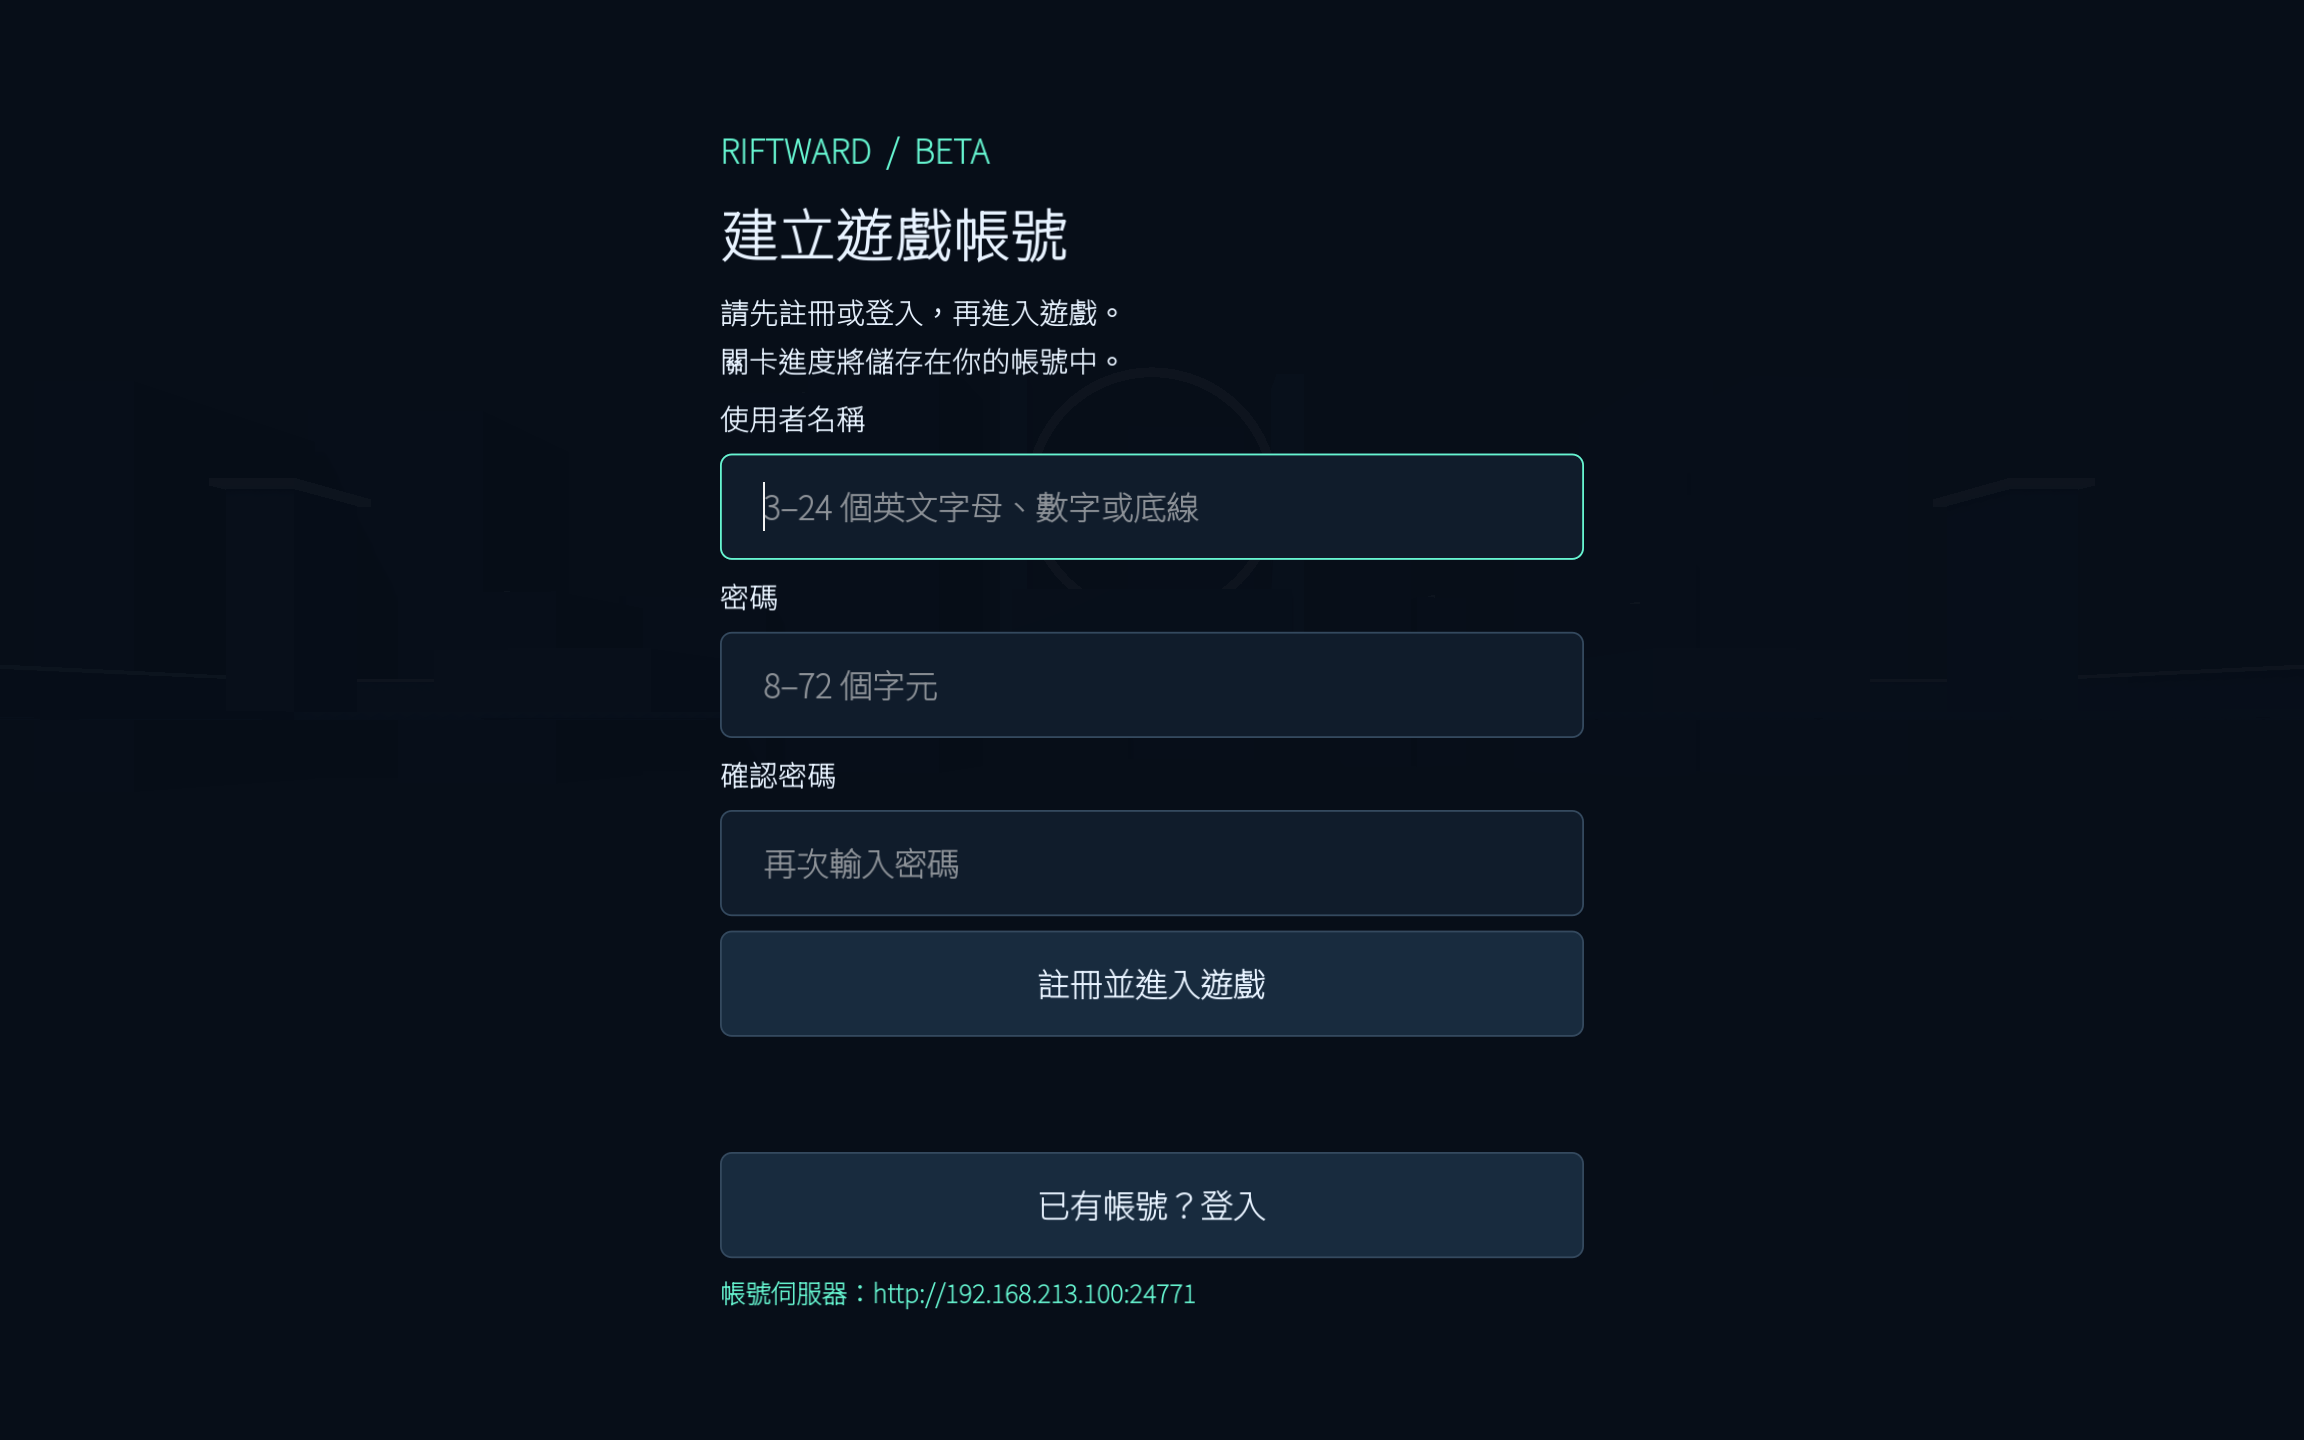 RIFTWARD / BETA
建立遊戲帳號
請先註冊或登入，再進入遊戲。
關卡進度將儲存在你的帳號中。
使用者名稱
3–24 個英文字母、數字或底線
密碼
8–72 個字元
確認密碼
再次輸入密碼
註冊並進入遊戲
已有帳號？登入
帳號伺服器：http://192.168.213.100:24771